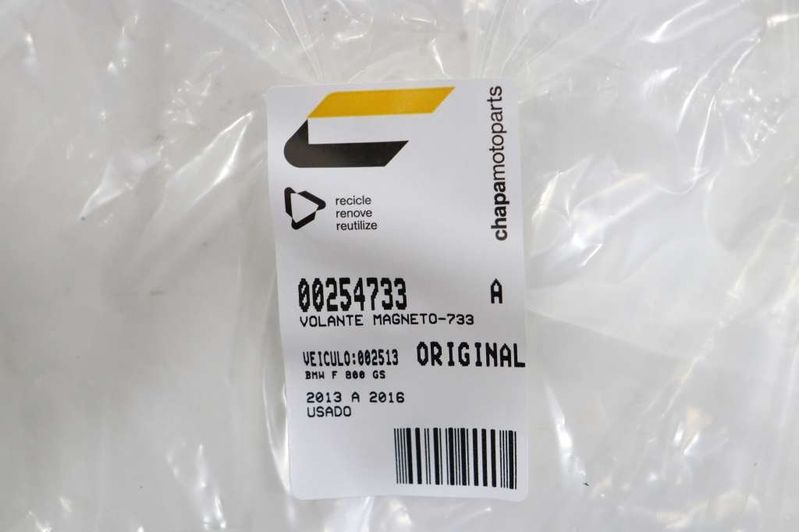 chapamotoparts
recicle
renove
reutilize
00254733 A
VOLANTE MAGNETO-733
VEICULO:002513 ORIGINAL
BMW F 800 GS
2013 A 2016
USADO